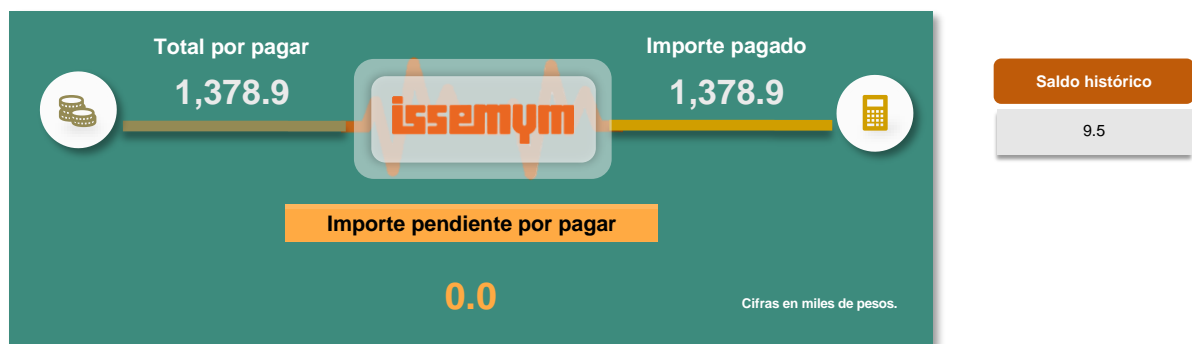 Total por pagar
1,378.9
issemym
Importe pagado
1,378.9
Importe pendiente por pagar
0.0
Cifras en miles de pesos.
Saldo histórico
9.5